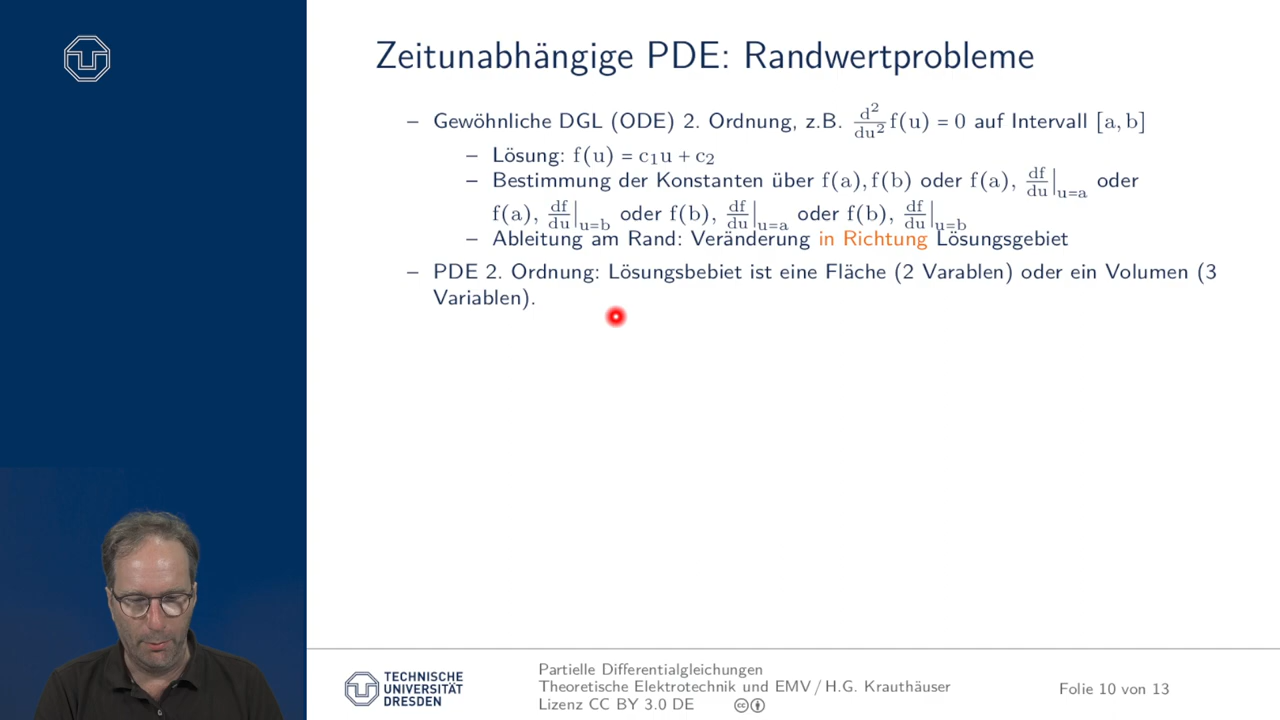 Zeitunabhängige PDE: Randwertprobleme
– Gewöhnliche DGL (ODE) 2. Ordnung, z.B. d²/du² f(u) = 0 auf Intervall [a, b]
– Lösung: f(u) = c₁u + c₂
– Bestimmung der Konstanten über f(a), f(b) oder f(a), df/du|u=a oder
f(a), df/du|u=b oder f(b), df/du|u=a oder f(b), df/du|u=b
– Ableitung am Rand: Veränderung in Richtung Lösungsgebiet
– PDE 2. Ordnung: Lösungsbebiet ist eine Fläche (2 Varablen) oder ein Volumen (3
Variablen).
TECHNISCHE
UNIVERSITÄT
DRESDEN
Partielle Differentialgleichungen
Theoretische Elektrotechnik und EMV / H.G. Krauthäuser
Lizenz CC BY 3.0 DE
Folie 10 von 13